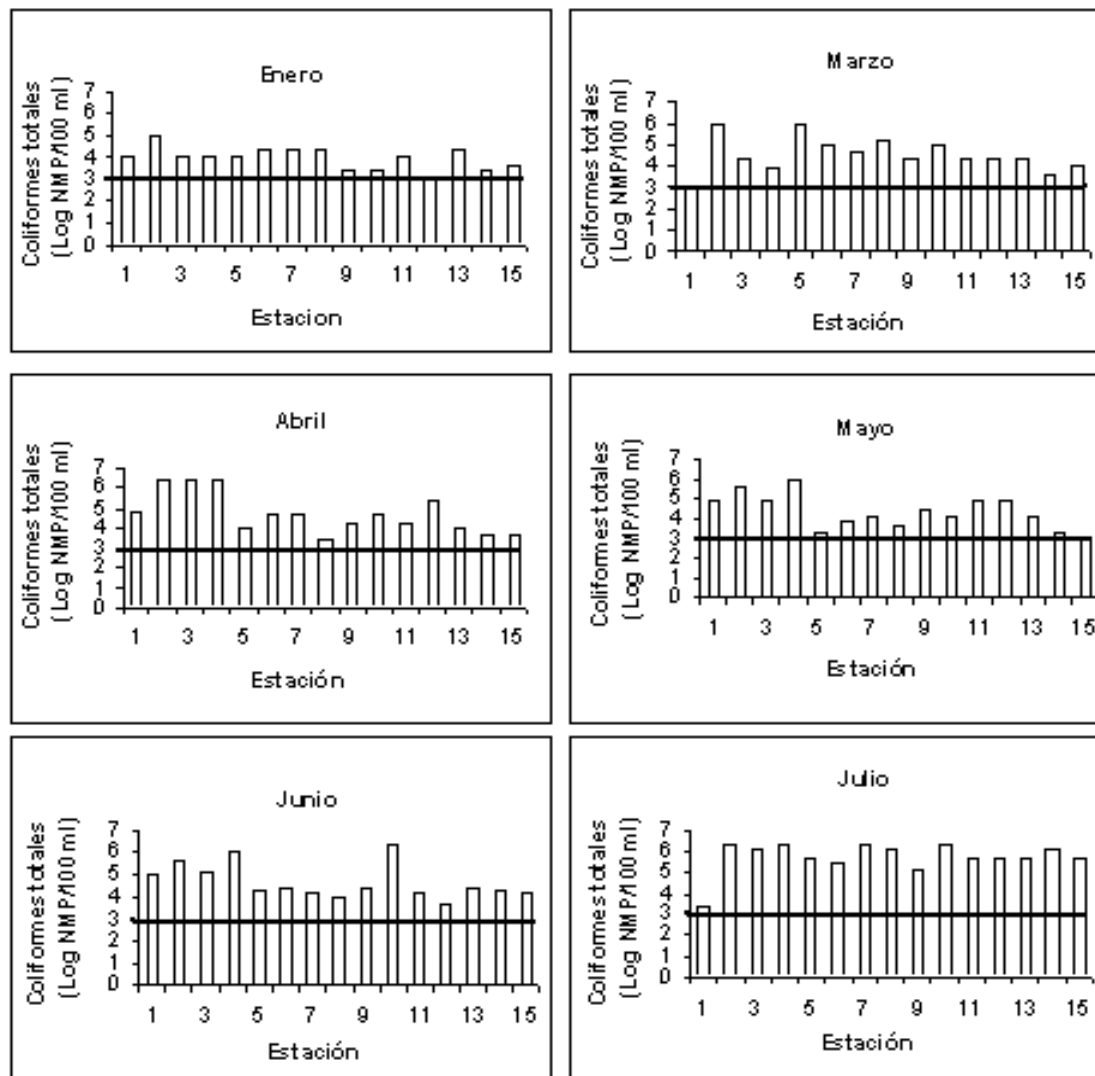 Enero
Coliformes totales
(Log NMP/100 ml)
7
6
5
4
3
2
1
0
1 3 5 7 9 11 13 15
Estacion
Marzo
Coliformes totales
(Log NMP/100 ml)
7
6
5
4
3
2
1
0
1 3 5 7 9 11 13 15
Estación
Abril
Coliformes totales
(Log NMP/100 ml)
7
6
5
4
3
2
1
0
1 3 5 7 9 11 13 15
Estación
Mayo
Coliformes totales
(Log NMP/100 ml)
7
6
5
4
3
2
1
0
1 3 5 7 9 11 13 15
Estación
Junio
Coliformes totales
(Log NMP/100 ml)
7
6
5
4
3
2
1
0
1 3 5 7 9 11 13 15
Estación
Julio
Coliformes totales
(Log NMP/100 ml)
7
6
5
4
3
2
1
0
1 3 5 7 9 11 13 15
Estación